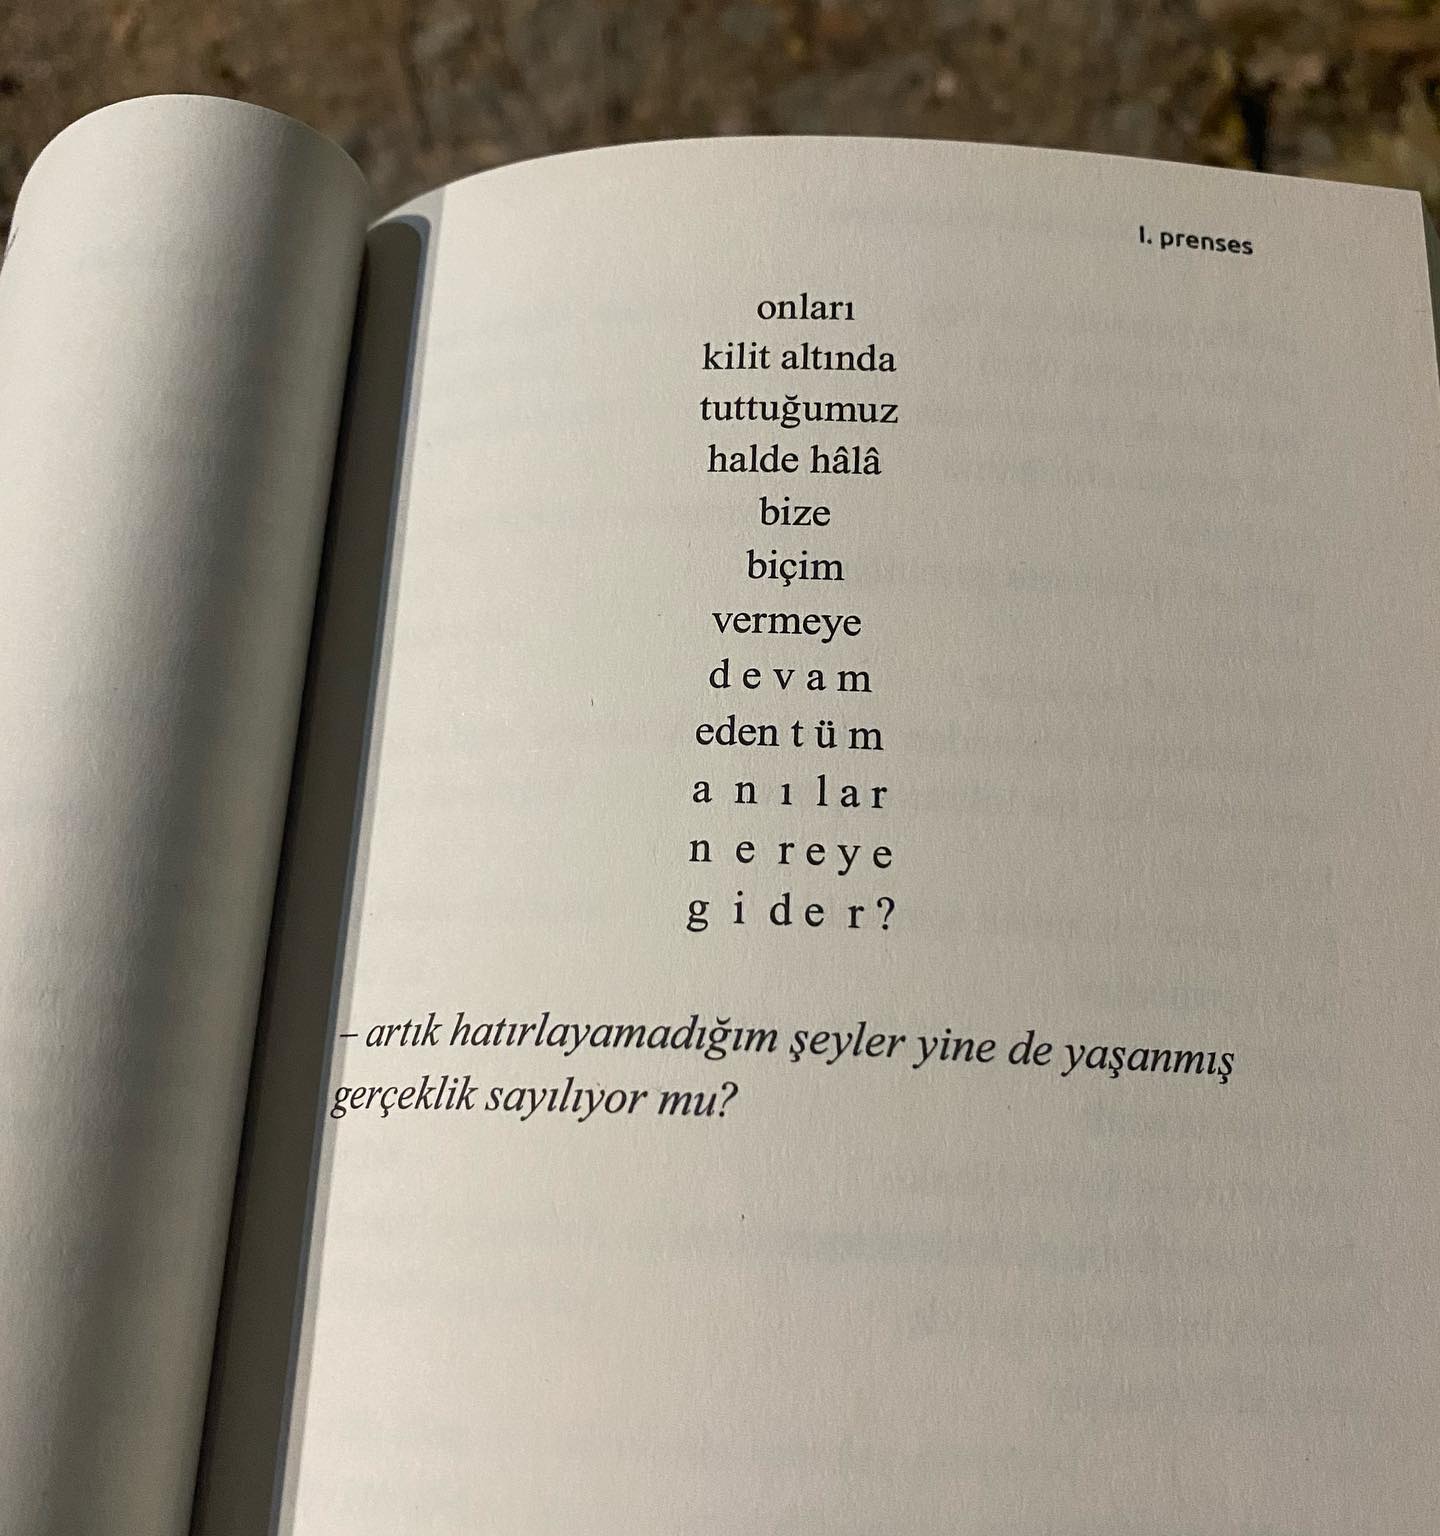 I. prenses
onları
kilit altında
tuttuğumuz
halde hâlâ
bize
biçim
vermeye
d e v a m
eden t ü m
a n ı l a r
n e r e y e
g i d e r ?
– artık hatırlayamadığım şeyler yine de yaşanmış
gerçeklik sayılıyor mu?